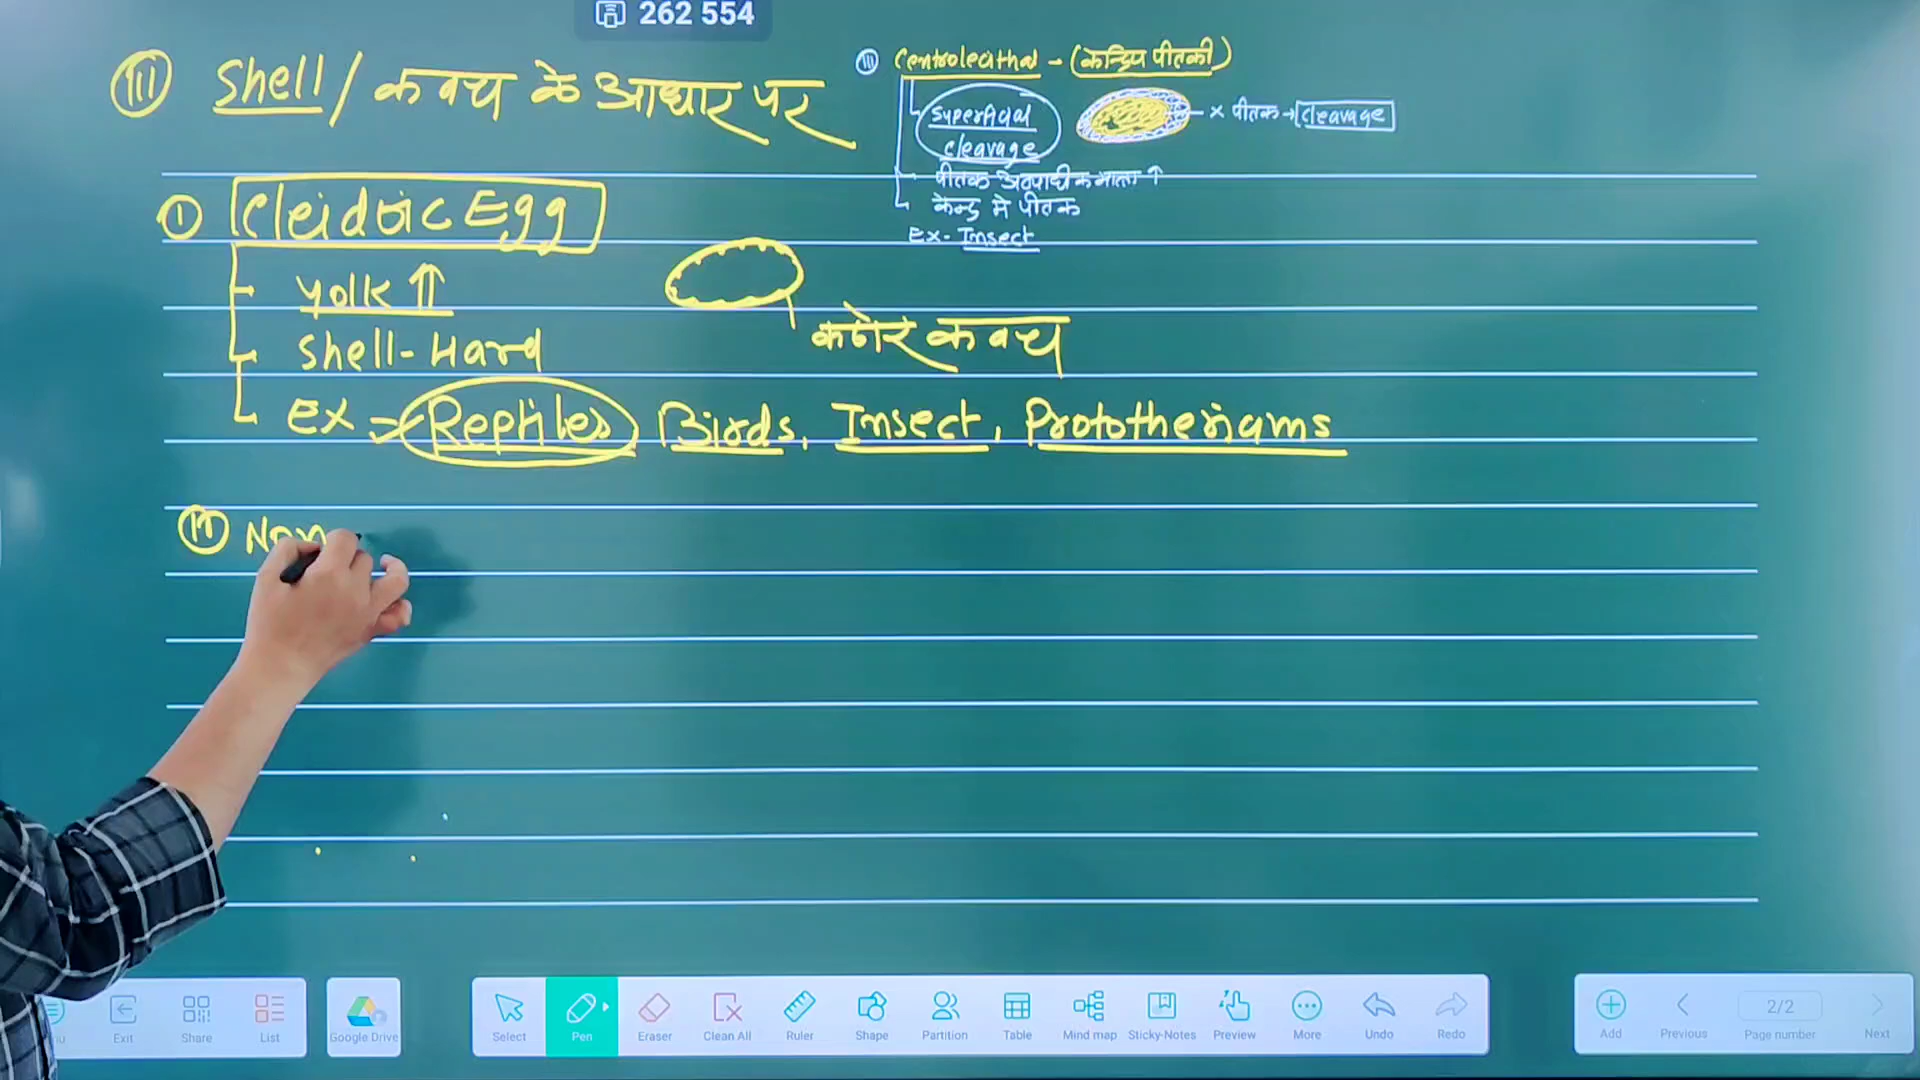 262 554
III Shell / कवच के आधार पर
I Cleidoic Egg
yolk ⇑
Shell-Hard
कठोर कवच
Ex ⇒ Reptiles Birds, Insect, Prototheriams
II Non
III Centrolecithal - (केन्द्रिय पीतकी)
Superficial
cleavage
× पीतक → Cleavage
पीतक अत्याधीक मात्रा ↑
केन्द्र मे पीतक
Ex- Insect
Exit
Share
List
Google Drive
Select
Pen
Eraser
Clean All
Ruler
Shape
Partition
Table
Mind map
Sticky-Notes
Preview
More
Undo
Redo
Add
Previous
2/2
Page number
Next